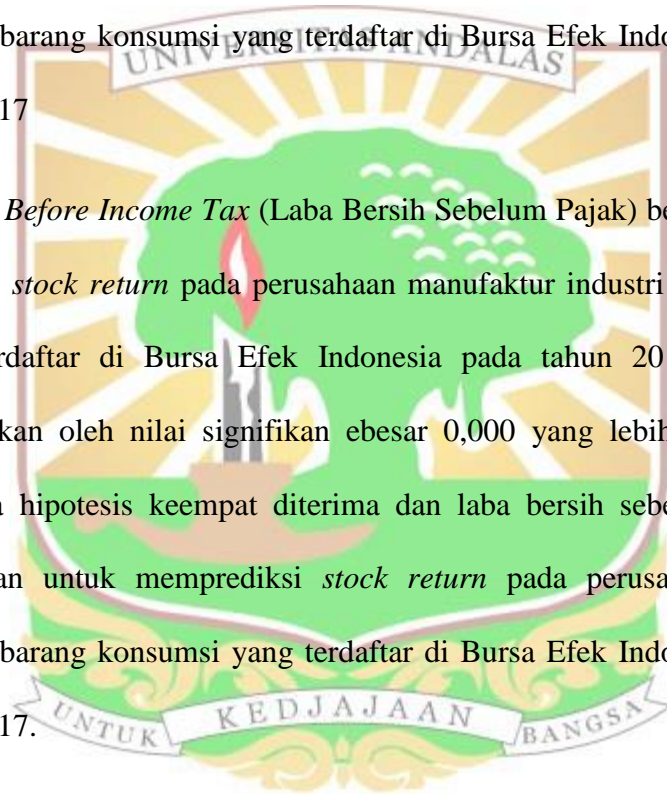 barang konsumsi yang terdaftar di Bursa Efek Indo
UNIVERSITAS ANDALAS
17
Before Income Tax (Laba Bersih Sebelum Pajak) be
stock return pada perusahaan manufaktur industri
rdaftar di Bursa Efek Indonesia pada tahun 20
kan oleh nilai signifikan ebesar 0,000 yang lebih
a hipotesis keempat diterima dan laba bersih sebe
an untuk memprediksi stock return pada perusa
barang konsumsi yang terdaftar di Bursa Efek Indo
17.
UNTUK KEDJAJAAN BANGSA